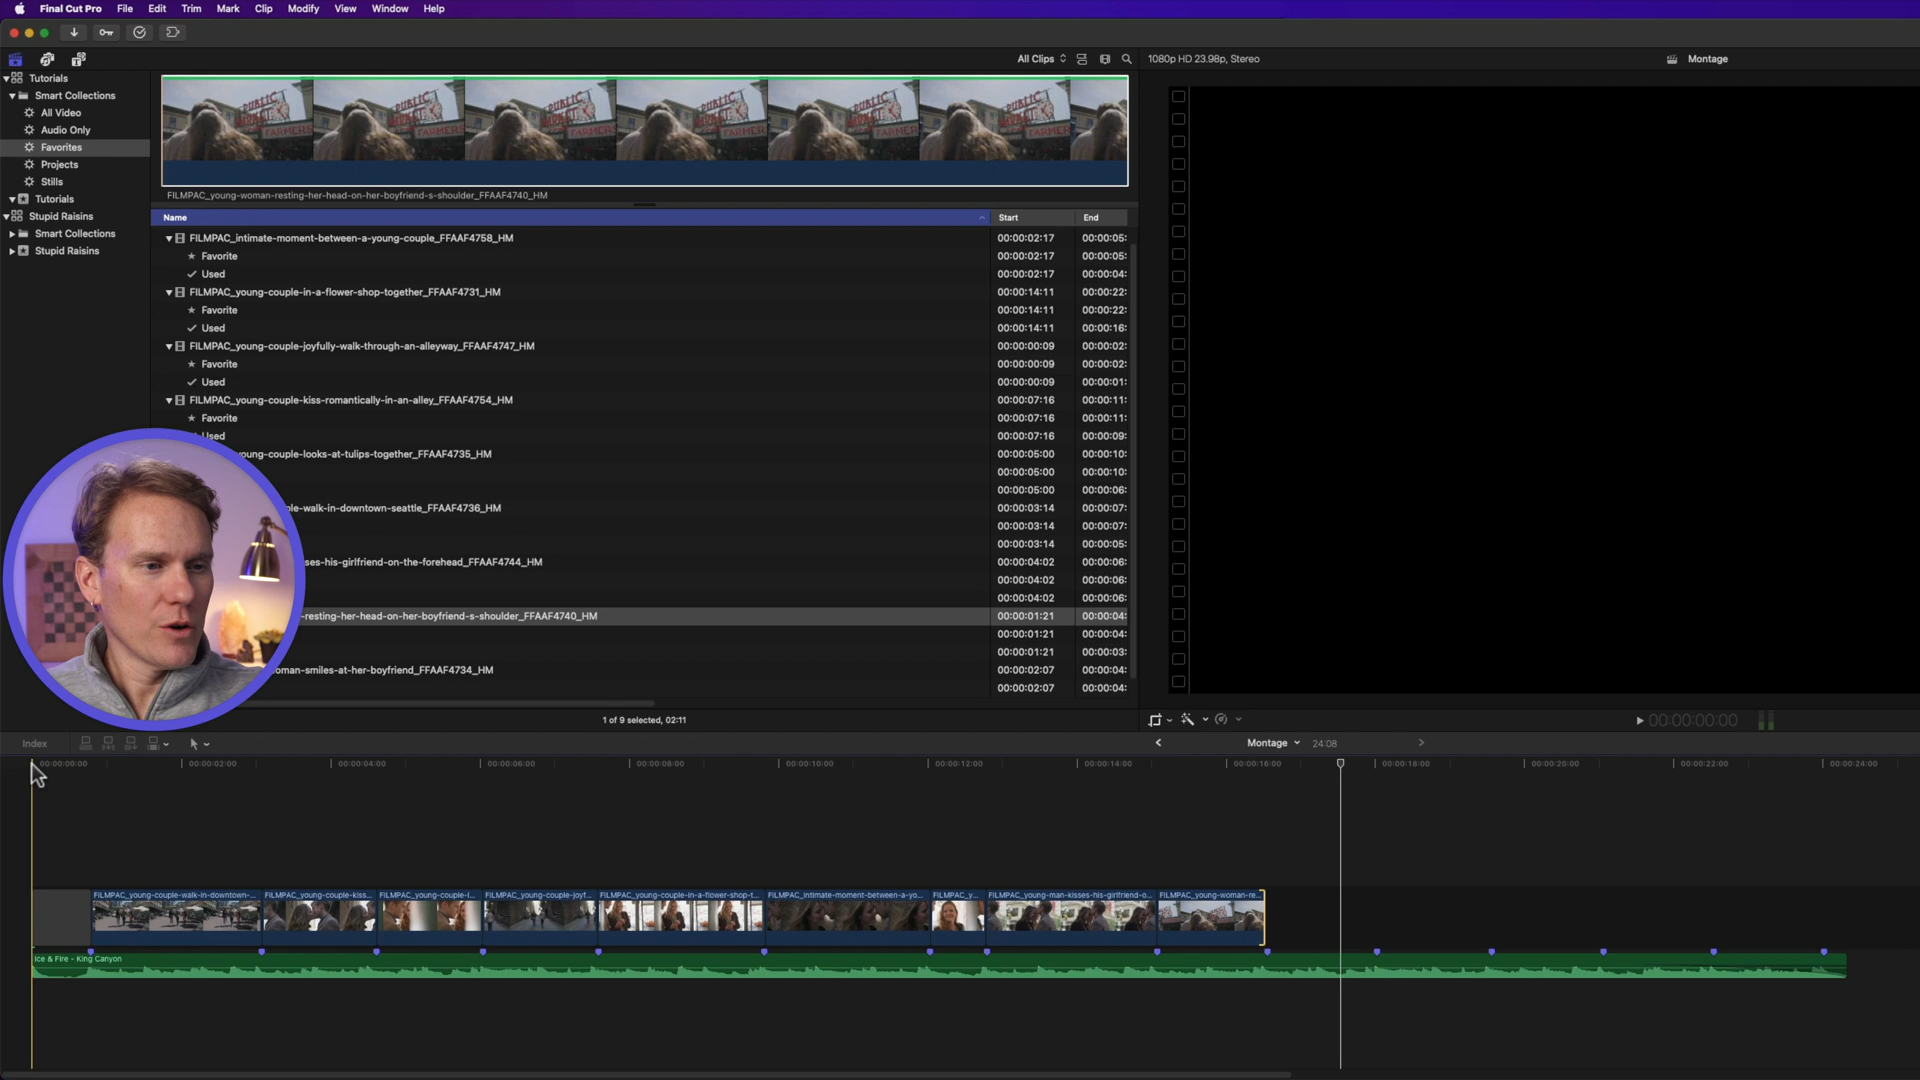 Final Cut Pro File Edit Trim Mark Clip Modify View Window Help
All Clips
1080p HD 23.98p, Stereo
Montage
Tutorials
Smart Collections
All Video
Audio Only
Favorites
Projects
Stills
Tutorials
Stupid Raisins
Smart Collections
Stupid Raisins
PUBLIC FARMERS
PUBLIC FARMERS
PUBLIC FARMERS
PUBLIC FARMERS
PUBLIC FARMERS
PUBLIC FARMERS
FILMPAC_young-woman-resting-her-head-on-her-boyfriend-s-shoulder_FFAAF4740_HM
Name Start End
FILMPAC_intimate-moment-between-a-young-couple_FFAAF4758_HM 00:00:02:17 00:00:05:
Favorite 00:00:02:17 00:00:05:
Used 00:00:02:17 00:00:04:
FILMPAC_young-couple-in-a-flower-shop-together_FFAAF4731_HM 00:00:14:11 00:00:22:
Favorite 00:00:14:11 00:00:22:
Used 00:00:14:11 00:00:16:
FILMPAC_young-couple-joyfully-walk-through-an-alleyway_FFAAF4747_HM 00:00:00:09 00:00:02:
Favorite 00:00:00:09 00:00:02:
Used 00:00:00:09 00:00:01:
FILMPAC_young-couple-kiss-romantically-in-an-alley_FFAAF4754_HM 00:00:07:16 00:00:11:
Favorite 00:00:07:16 00:00:11:
Used 00:00:07:16 00:00:09:
oung-couple-looks-at-tulips-together_FFAAF4735_HM 00:00:05:00 00:00:10:
00:00:05:00 00:00:10:
00:00:05:00 00:00:06:
ple-walk-in-downtown-seattle_FFAAF4736_HM 00:00:03:14 00:00:07:
00:00:03:14 00:00:07:
00:00:03:14 00:00:05:
ses-his-girlfriend-on-the-forehead_FFAAF4744_HM 00:00:04:02 00:00:06:
00:00:04:02 00:00:06:
00:00:04:02 00:00:06:
-resting-her-head-on-her-boyfriend-s-shoulder_FFAAF4740_HM 00:00:01:21 00:00:04:
00:00:01:21 00:00:04:
00:00:01:21 00:00:03:
oman-smiles-at-her-boyfriend_FFAAF4734_HM 00:00:02:07 00:00:04:
00:00:02:07 00:00:04:
1 of 9 selected, 02:11
00:00:00:00
Index
Montage 24:08
00:00:00:00 00:00:02:00 00:00:04:00 00:00:06:00 00:00:08:00 00:00:10:00 00:00:12:00 00:00:14:00 00:00:16:00 00:00:18:00 00:00:20:00 00:00:22:00 00:00:24:00
FILMPAC_young-couple-walk-in-downtown-... FILMPAC_young-couple-kiss... FILMPAC_young-couple-l... FILMPAC_young-couple-joyf... FILMPAC_young-couple-in-a-flower-shop-t... FILMPAC_intimate-moment-between-a-yo... FILMPAC_y... FILMPAC_young-man-kisses-his-girlfriend-o... FILMPAC_young-woman-re...
Ice & Fire - King Canyon